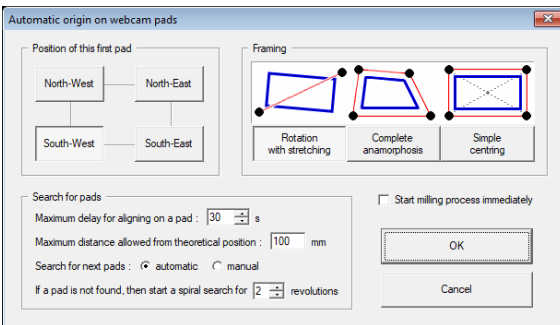 Automatic origin on webcam pads
Position of this first pad
North-West
North-East
South-West
South-East
Framing
Rotation
with stretching
Complete
anamorphosis
Simple
centring
Search for pads
Maximum delay for aligning on a pad : 30 s
Maximum distance allowed from theoretical position : 100 mm
Search for next pads : automatic manual
If a pad is not found, then start a spiral search for 2 revolutions
Start milling process immediately
OK
Cancel